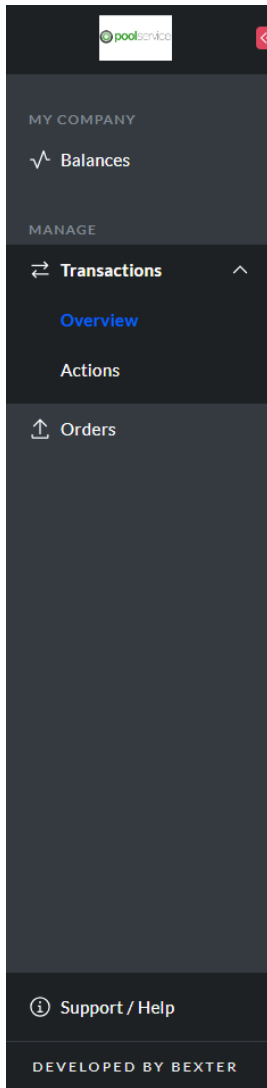 poolservice
MY COMPANY
Balances
MANAGE
Transactions
Overview
Actions
Orders
Support / Help
DEVELOPED BY BEXTER